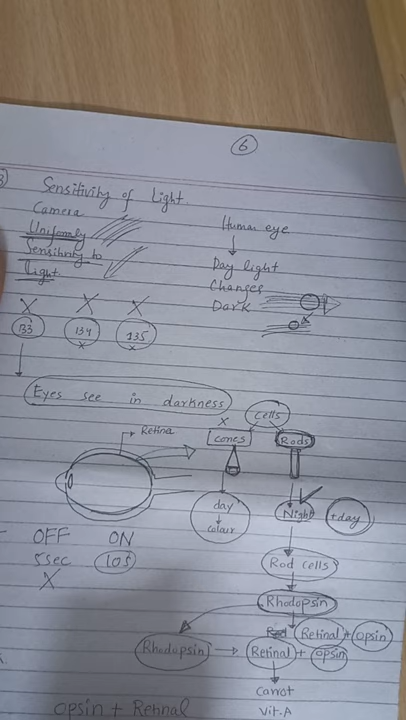 6
3)
Sensitivity of Light.
Camera
Human eye
Uniformly
Sensitivity to
Light.
Day light
Changes
Dark
X X X
133 134 135
x x
Eyes see in darkness
Cells
x
Retina
Cones
Rods
day
colour
Night
+day
OFF ON
5sec 10s
X
Rod cells
Rhodopsin
Retinal + opsin
Rhodopsin → Retinal + opsin
Carrot
Vit-A
opsin + Retinal